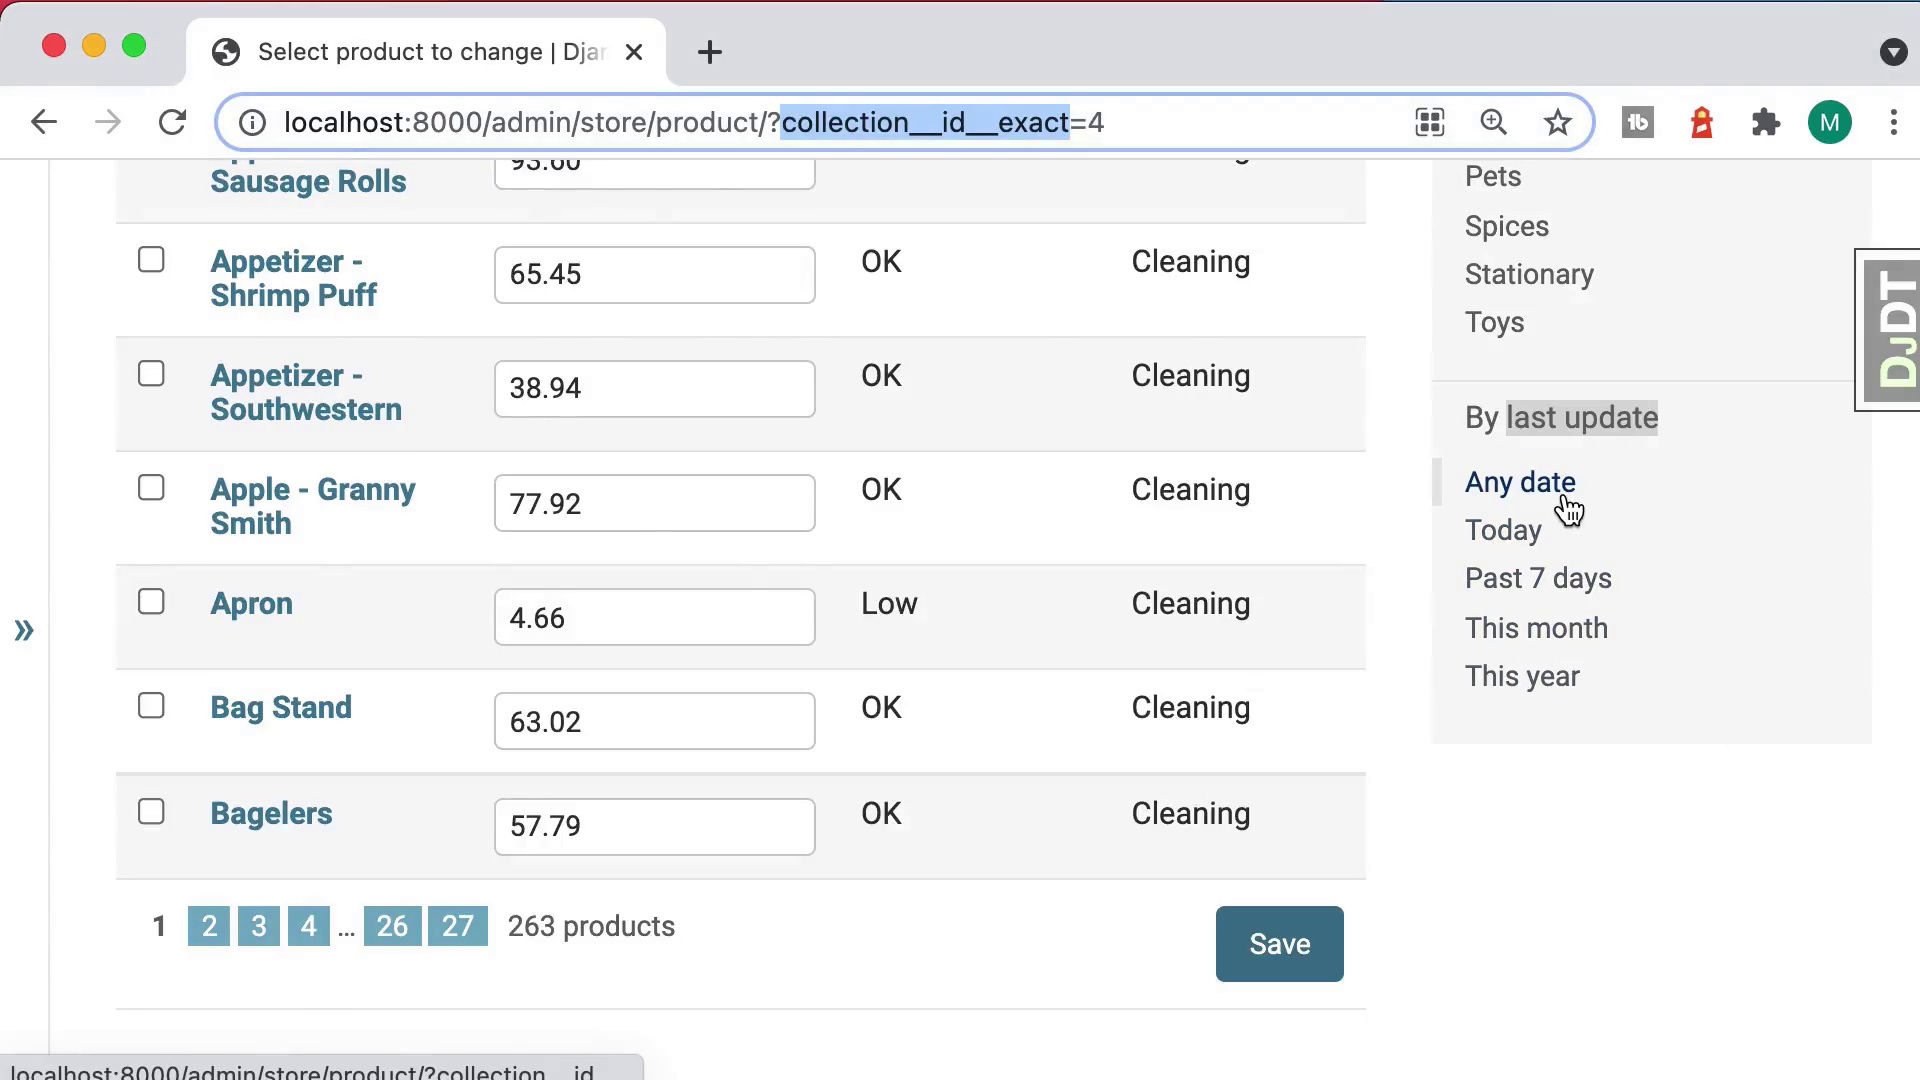 Select product to change | Djan
localhost:8000/admin/store/product/?collection__id__exact=4
M
Sausage Rolls
93.60
Appetizer -
Shrimp Puff
65.45
OK
Cleaning
Appetizer -
Southwestern
38.94
OK
Cleaning
Apple - Granny
Smith
77.92
OK
Cleaning
Apron
4.66
Low
Cleaning
Bag Stand
63.02
OK
Cleaning
Bagelers
57.79
OK
Cleaning
1 2 3 4 ... 26 27 263 products
Save
Pets
Spices
Stationary
Toys
By last update
Any date
Today
Past 7 days
This month
This year
DJDT
localhost:8000/admin/store/product/?collection__id